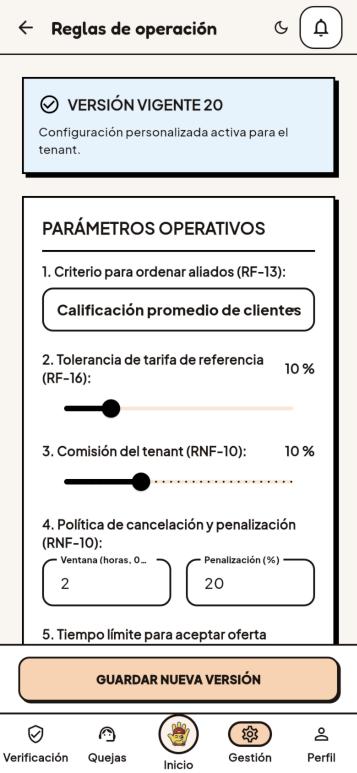 Reglas de operación
VERSIÓN VIGENTE 20
Configuración personalizada activa para el
tenant.
PARÁMETROS OPERATIVOS
1. Criterio para ordenar aliados (RF-13):
Calificación promedio de clientes
2. Tolerancia de tarifa de referencia
(RF-16):
10 %
3. Comisión del tenant (RNF-10):
10 %
4. Política de cancelación y penalización
(RNF-10):
Ventana (horas, 0...
2
Penalización (%)
20
5. Tiempo límite para aceptar oferta
GUARDAR NUEVA VERSIÓN
Verificación
Quejas
Inicio
Gestión
Perfil